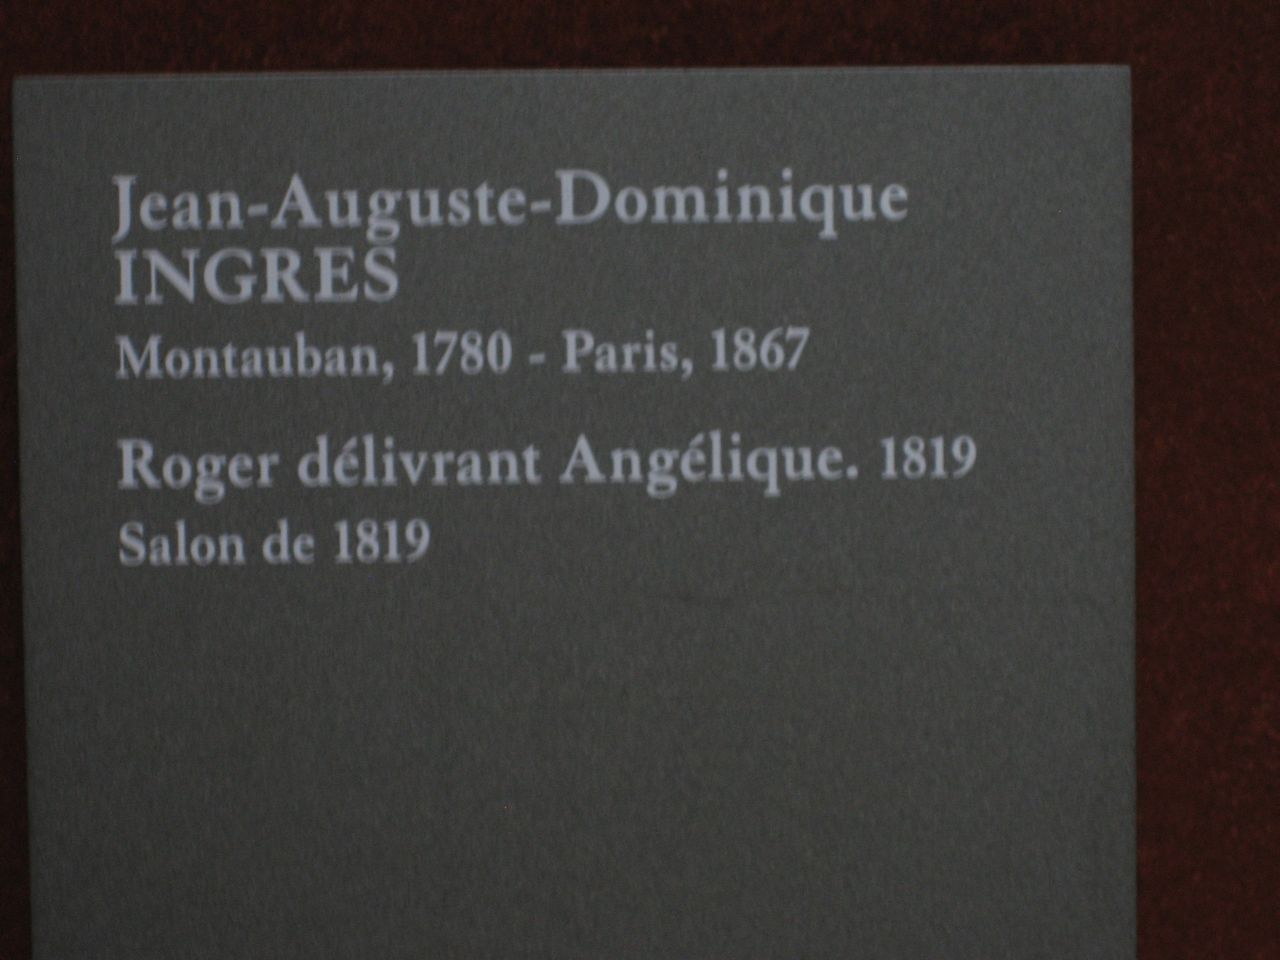 Jean-Auguste-Dominique
INGRES
Montauban, 1780 - Paris, 1867
Roger délivrant Angélique. 1819
Salon de 1819